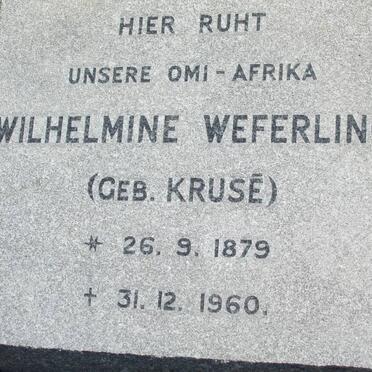 HIER RUHT
UNSERE OMI-AFRIKA
WILHELMINE WEFERLIN
(GEB. KRUSĒ)
* 26. 9. 1879
† 31. 12. 1960.